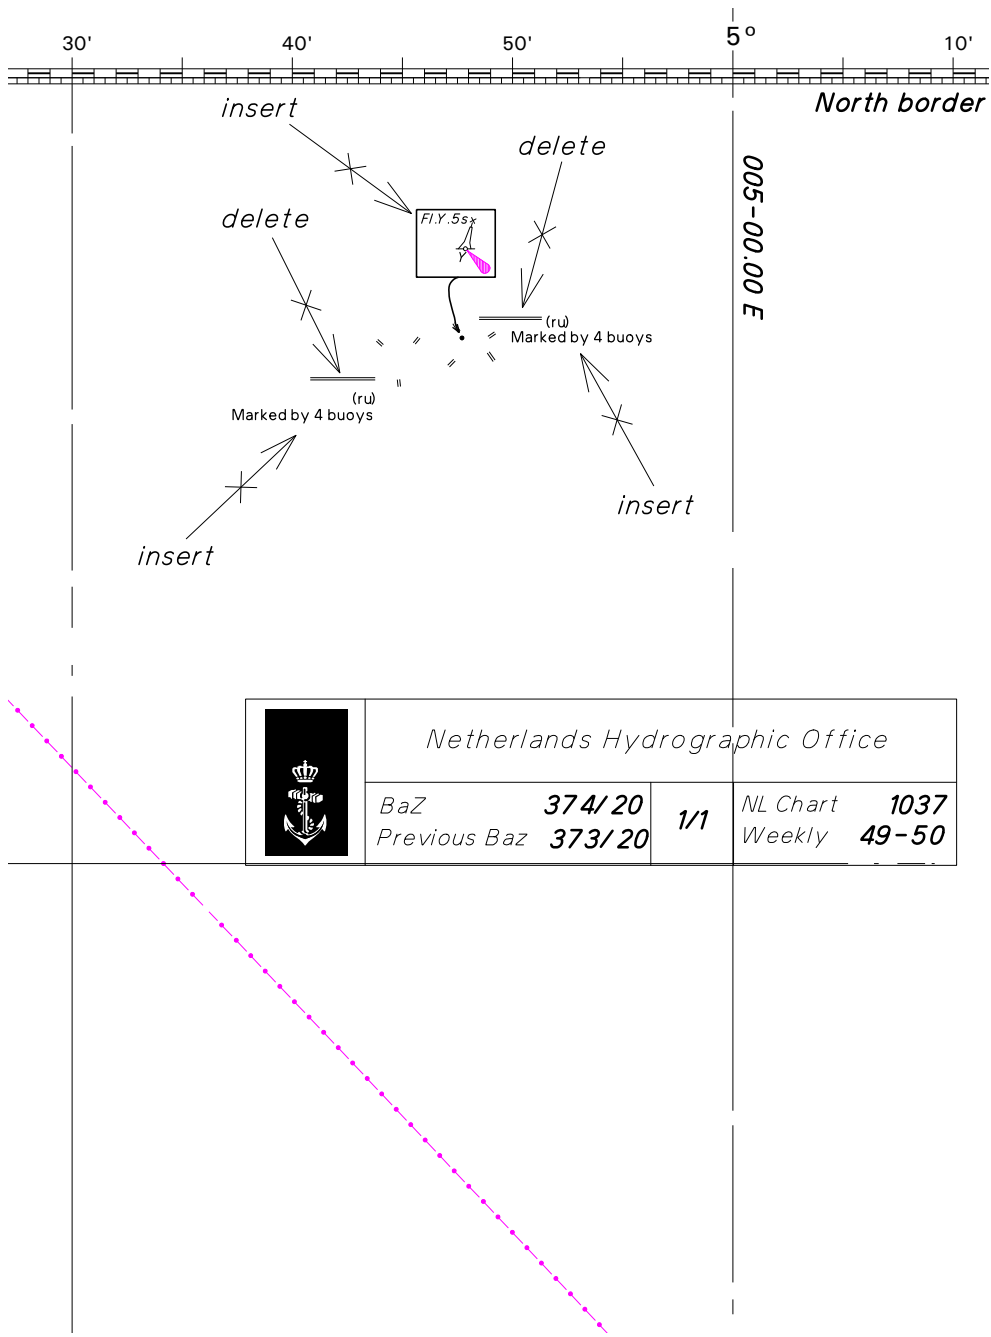 30'
40'
50'
5°
10'
North border
insert
delete
005-00.00 E
delete
Fl.Y.5s
Y
(ru)
Marked by 4 buoys
(ru)
Marked by 4 buoys
insert
insert
Netherlands Hydrographic Office
BaZ 374/20
Previous Baz 373/20
1/1
NL Chart 1037
Weekly 49-50